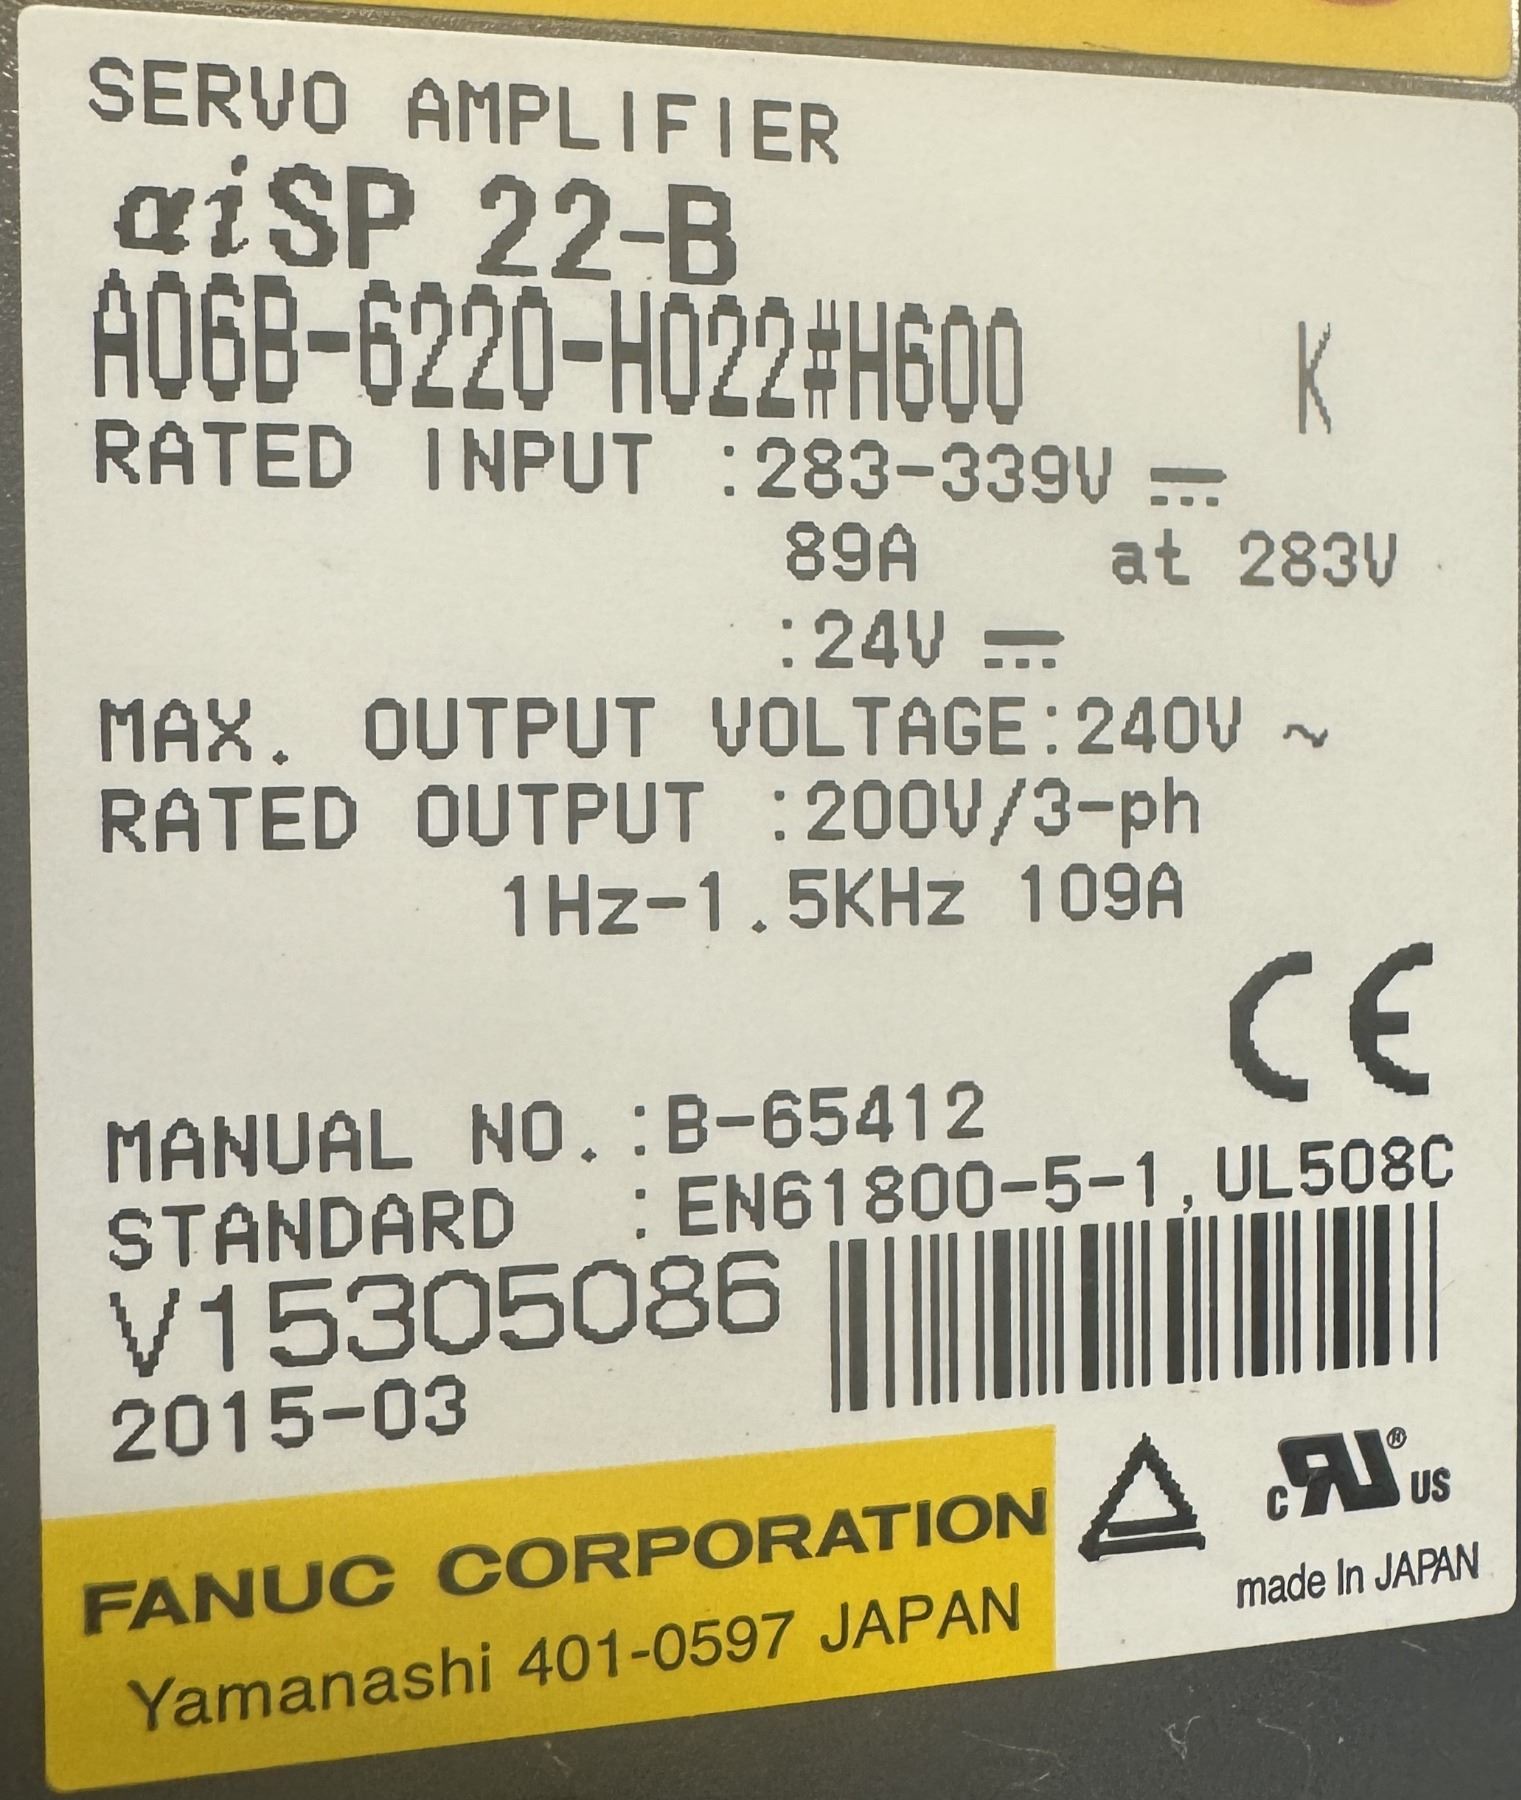 SERVO AMPLIFIER
αiSP 22-B
A06B-6220-H022#H600 K
RATED INPUT :283-339V ⎓
89A at 283V
:24V ⎓
MAX. OUTPUT VOLTAGE:240V ~
RATED OUTPUT :200V/3-ph
1Hz-1.5KHz 109A
CE
MANUAL NO.:B-65412
STANDARD :EN61800-5-1,UL508C
V15305086
2015-03
FANUC CORPORATION
Yamanashi 401-0597 JAPAN
c RU ® US
made In JAPAN